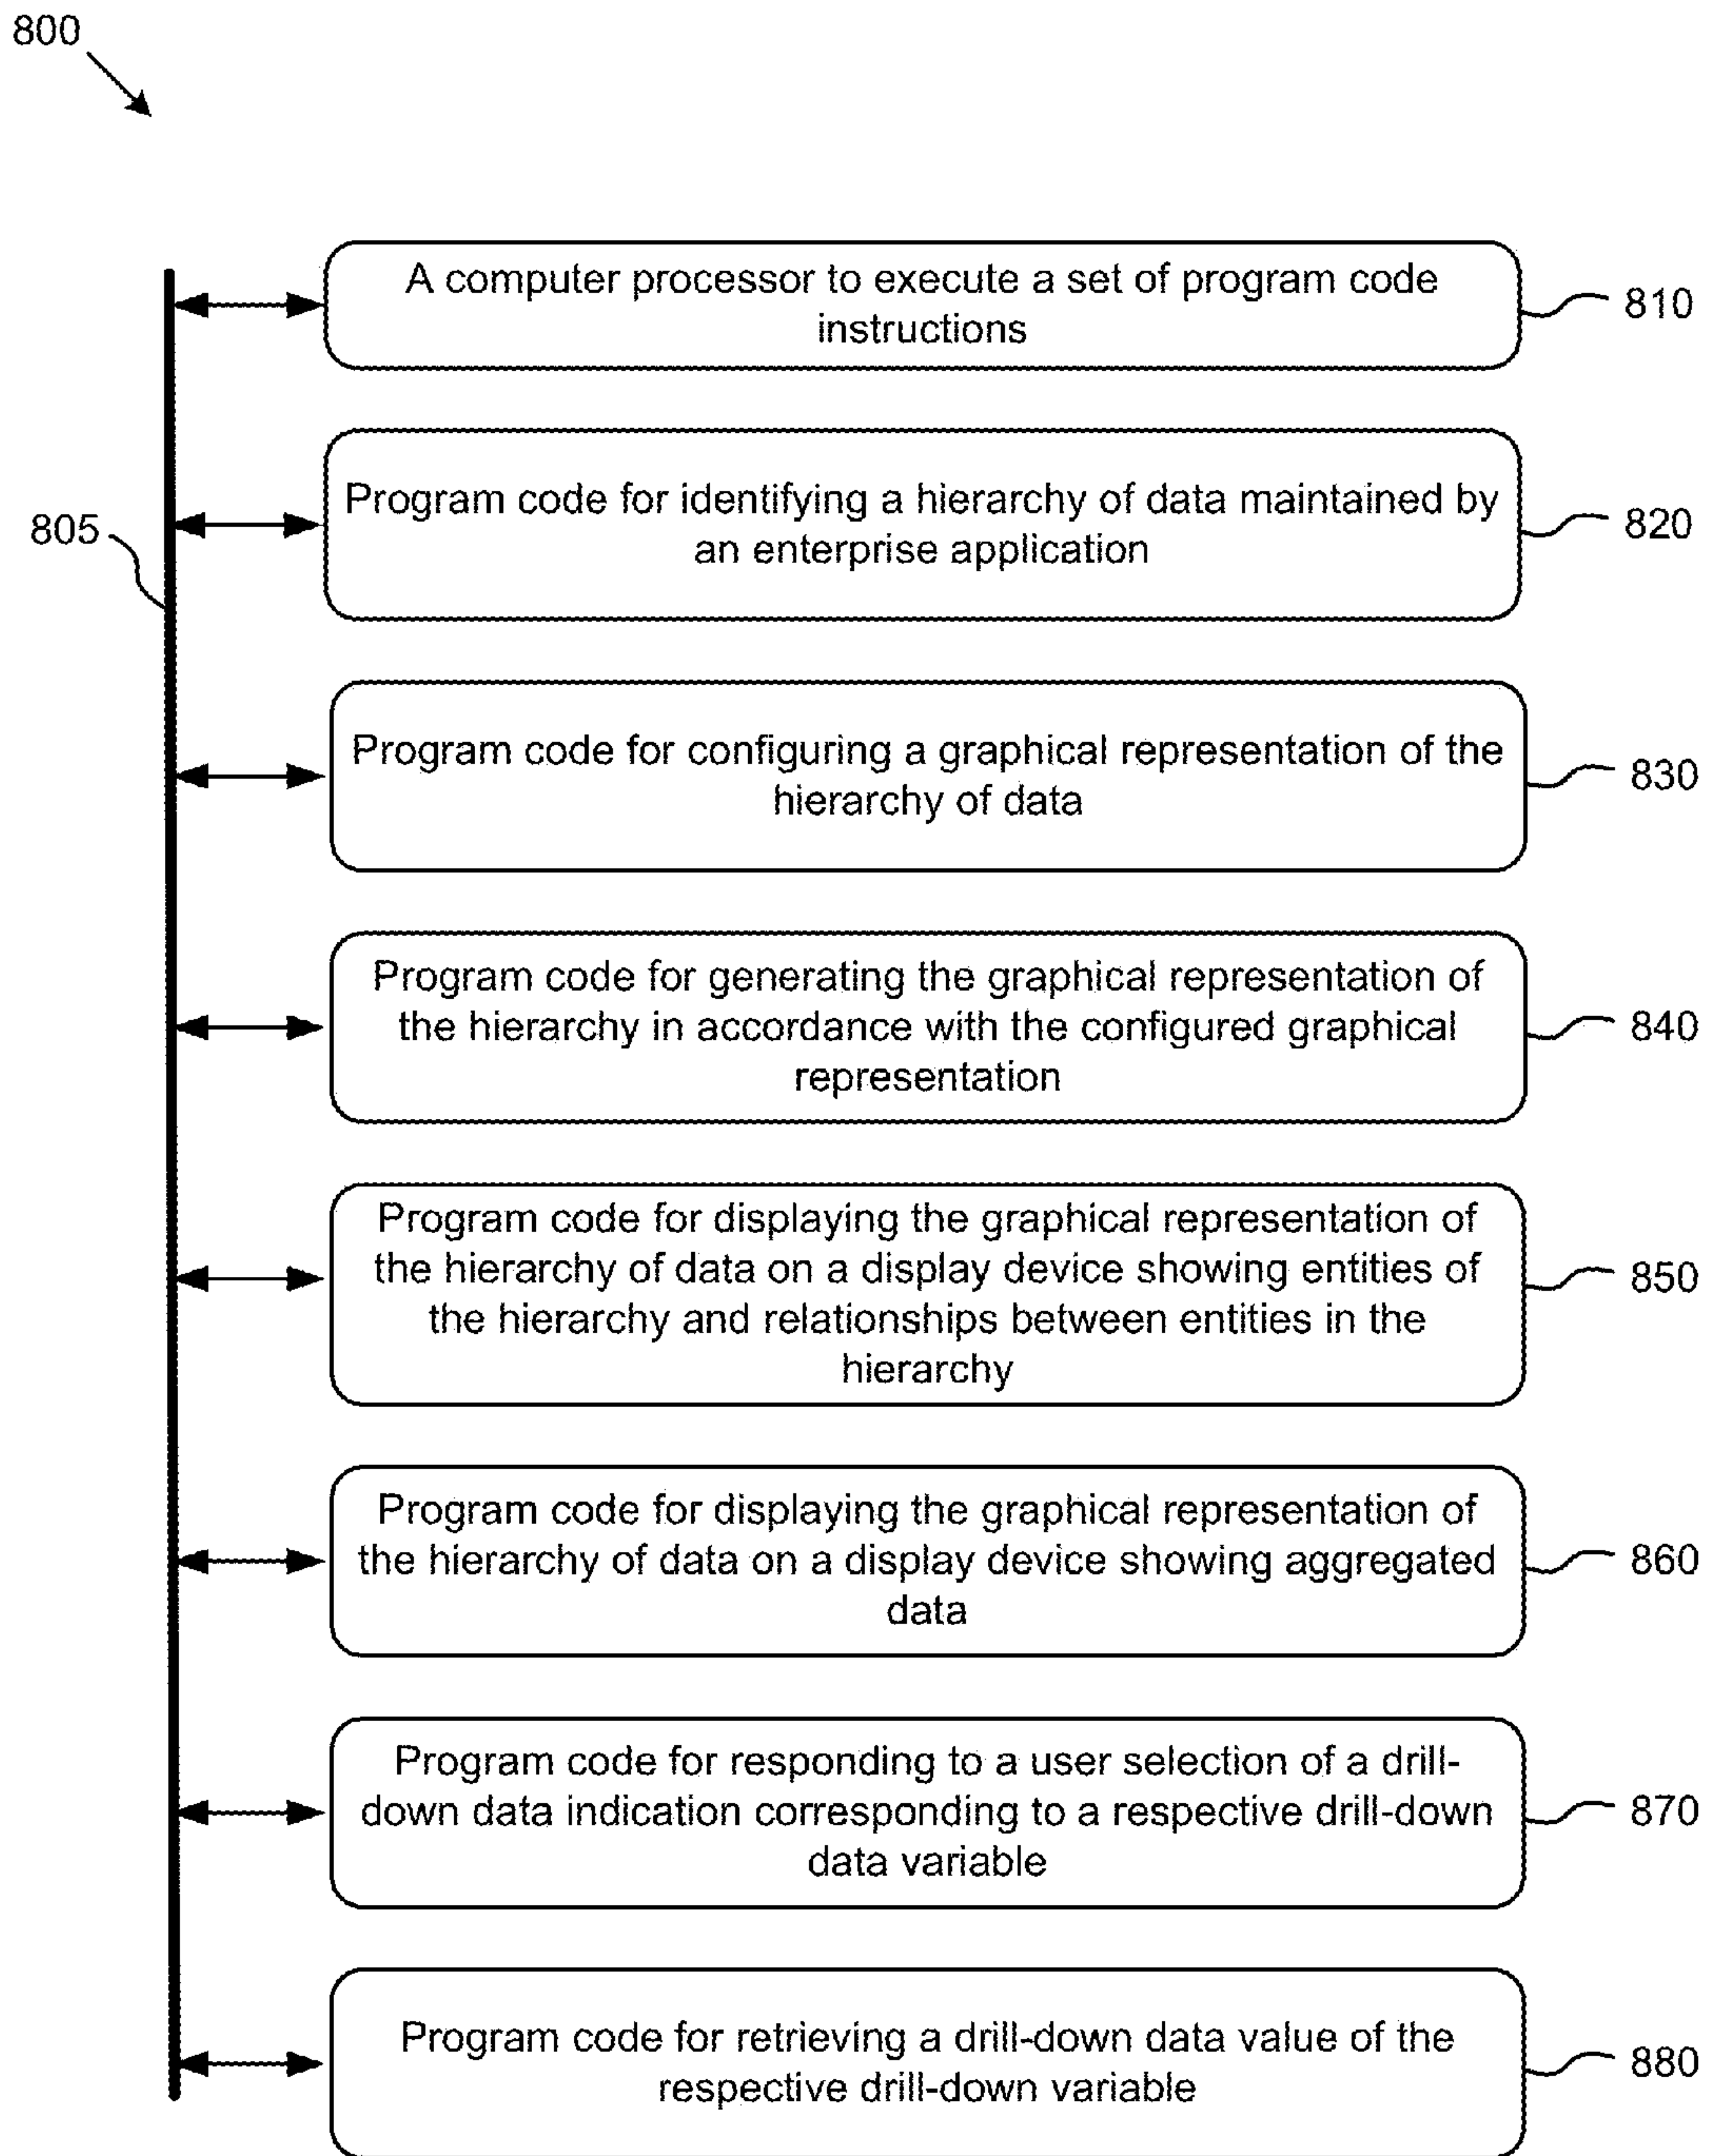 800
A computer processor to execute a set of program code
instructions
810
Program code for identifying a hierarchy of data maintained by
an enterprise application
820
805
Program code for configuring a graphical representation of the
hierarchy of data
830
Program code for generating the graphical representation of
the hierarchy in accordance with the configured graphical
representation
840
Program code for displaying the graphical representation of
the hierarchy of data on a display device showing entities of
the hierarchy and relationships between entities in the
hierarchy
850
Program code for displaying the graphical representation of
the hierarchy of data on a display device showing aggregated
data
860
Program code for responding to a user selection of a drill-
down data indication corresponding to a respective drill-down
data variable
870
Program code for retrieving a drill-down data value of the
respective drill-down variable
880